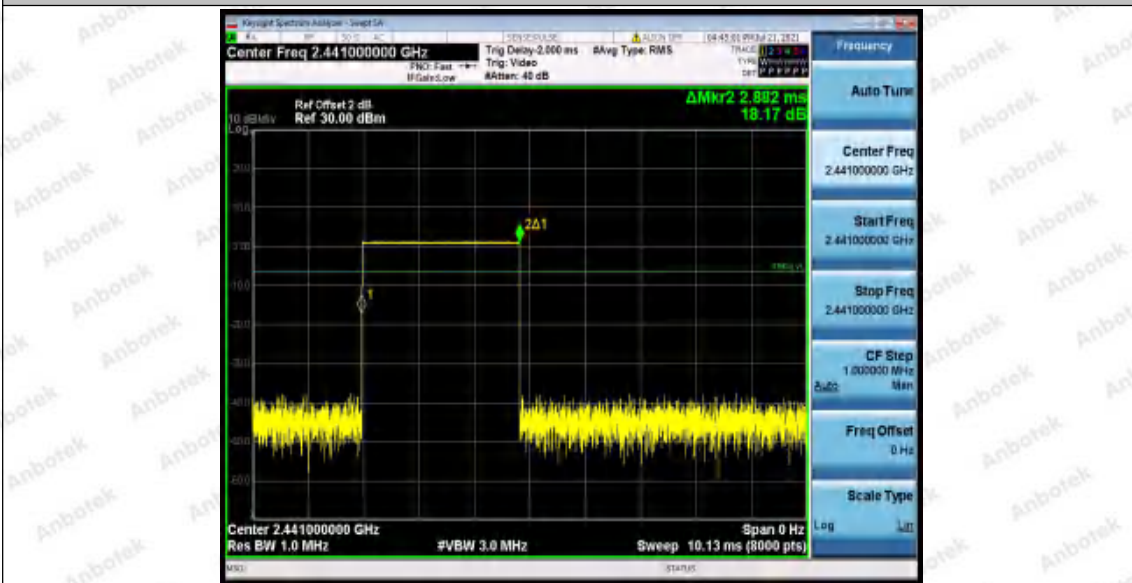 Keysight Spectrum Analyzer - Swept SA
Center Freq 2.441000000 GHz
PNO: Fast
IFGain:Low
Trig Delay-2.000 ms
Trig: Video
#Atten: 40 dB
#Avg Type: RMS
Frequency
Auto Tune
Center Freq
2.441000000 GHz
Start Freq
2.441000000 GHz
Stop Freq
2.441000000 GHz
CF Step
1.000000 MHz
Auto Man
Freq Offset
0 Hz
Scale Type
Log Lin
ΔMkr2 2.882 ms
18.17 dB
10 dB/div
Log
Ref Offset 2 dB
Ref 30.00 dBm
2Δ1
1
Center 2.441000000 GHz
Res BW 1.0 MHz
#VBW 3.0 MHz
Span 0 Hz
Sweep 10.13 ms (8000 pts)
MSG
STATUS
Anbotek